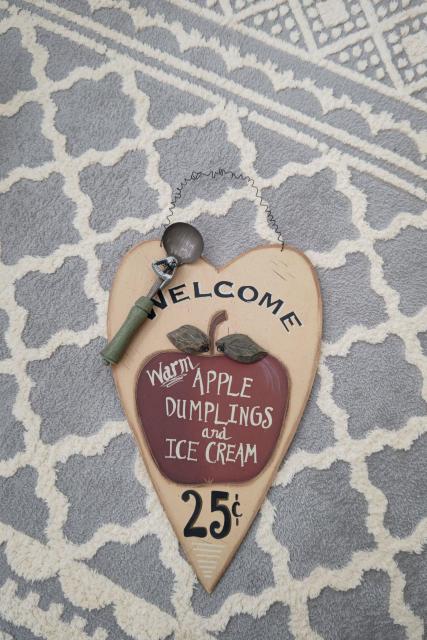 WELCOME
Warm APPLE
DUMPLINGS
and
ICE CREAM
25¢